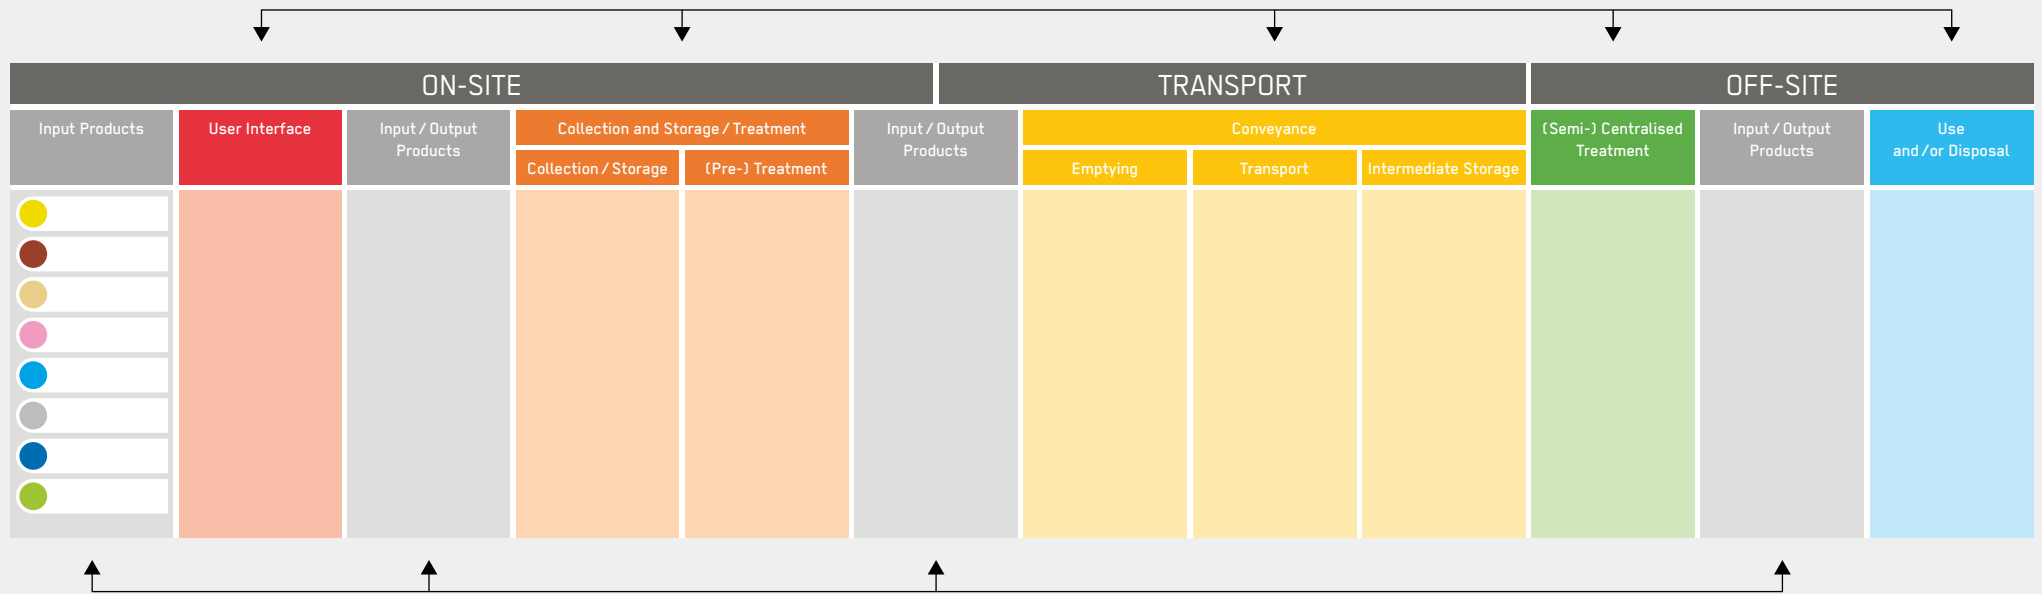 ON-SITE
TRANSPORT
OFF-SITE
Input Products
User Interface
Input / Output
Products
Collection and Storage / Treatment
Collection / Storage
(Pre-) Treatment
Input / Output
Products
Conveyance
Emptying
Transport
Intermediate Storage
(Semi-) Centralised
Treatment
Input / Output
Products
Use
and /or Disposal